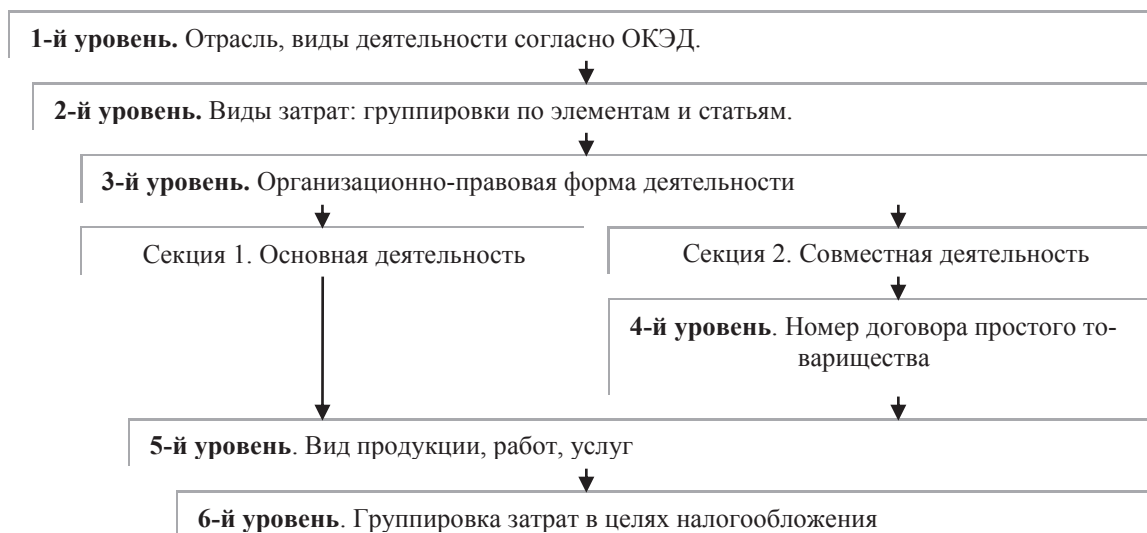 1-й уровень. Отрасль, виды деятельности согласно ОКЭД.
2-й уровень. Виды затрат: группировки по элементам и статьям.
3-й уровень. Организационно-правовая форма деятельности
Секция 1. Основная деятельность
Секция 2. Совместная деятельность
4-й уровень. Номер договора простого то-
варищества
5-й уровень. Вид продукции, работ, услуг
6-й уровень. Группировка затрат в целях налогообложения